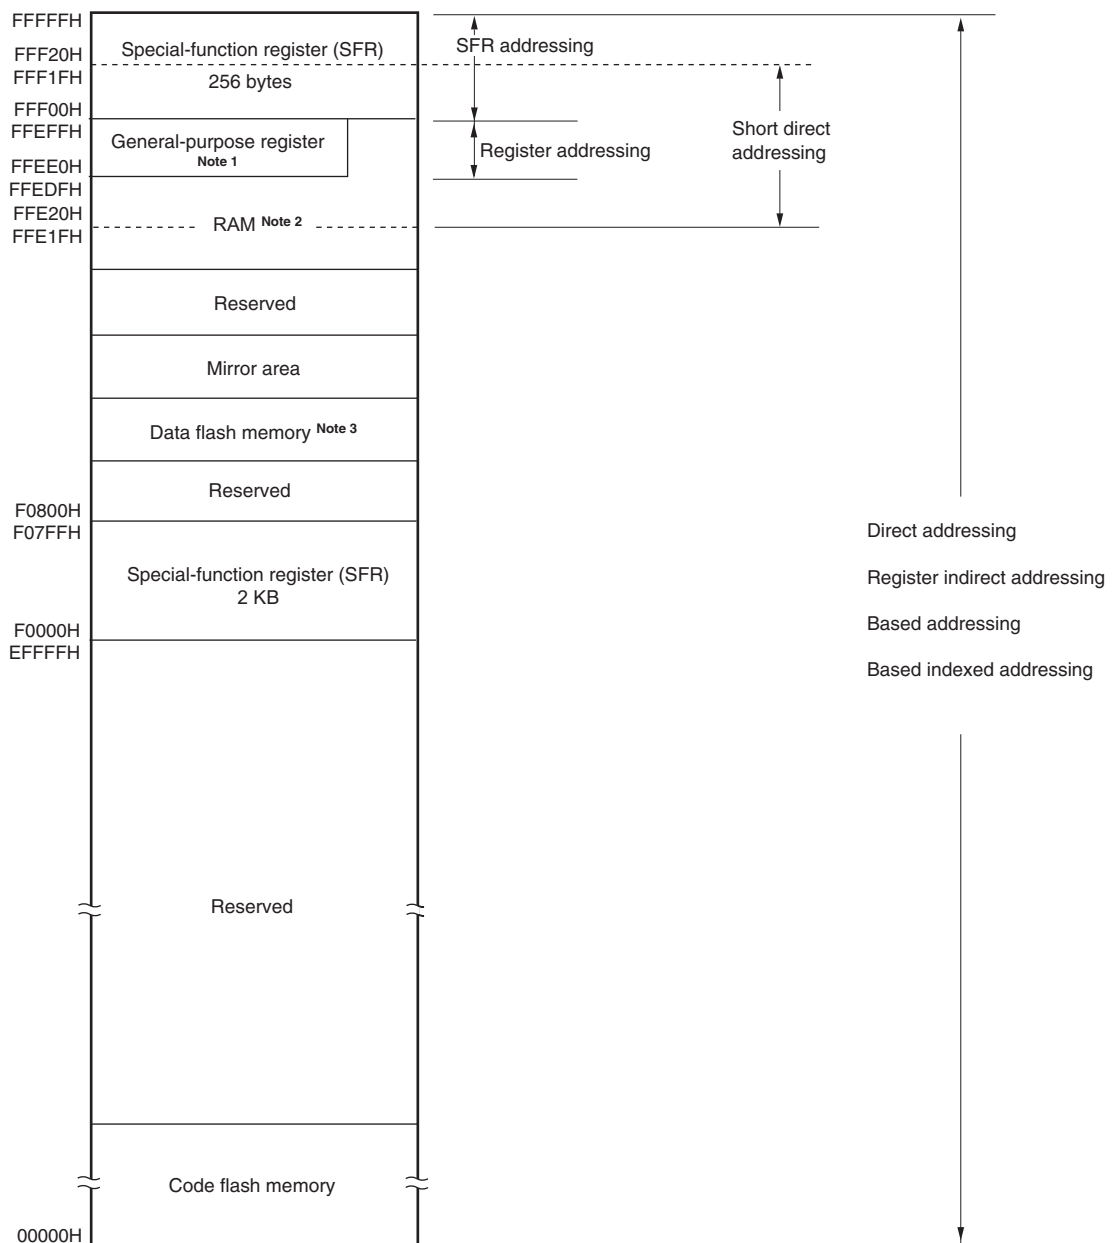 FFFFFH
Special-function register (SFR)
256 bytes
SFR addressing
FFF20H
FFF1FH
FFF00H
FFEFFH
General-purpose register
Note 1
Register addressing
Short direct
addressing
FFEE0H
FFEDFH
FFE20H
RAM Note 2
FFE1FH
Reserved
Mirror area
Data flash memory Note 3
Reserved
F0800H
F07FFH
Special-function register (SFR)
2 KB
F0000H
EFFFFH
Direct addressing
Register indirect addressing
Based addressing
Based indexed addressing
Reserved
Code flash memory
00000H